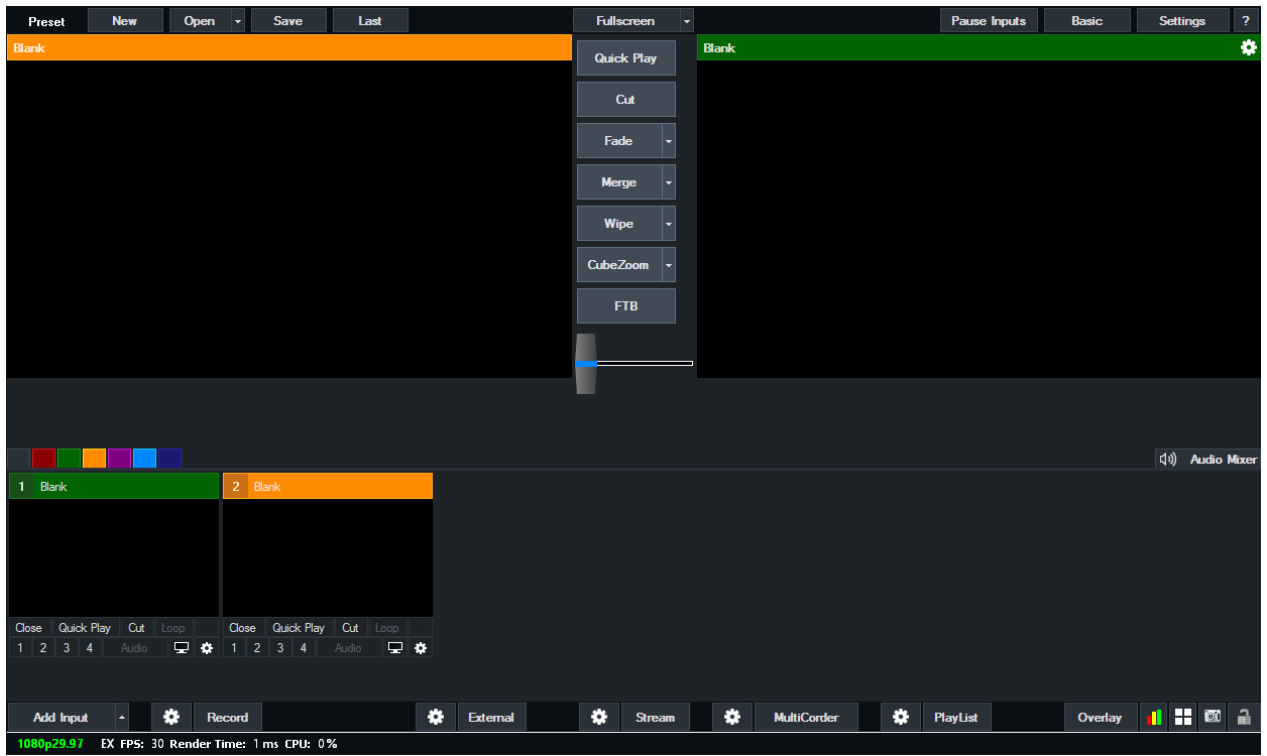 Preset New Open Save Last Fullscreen Pause Inputs Basic Settings ?
Blank
Blank
Quick Play
Cut
Fade
Merge
Wipe
CubeZoom
FTB
Audio Mixer
1 Blank
2 Blank
Close Quick Play Cut Loop
Close Quick Play Cut Loop
1 2 3 4 Audio
1 2 3 4 Audio
Add Input Record External Stream MultiCorder PlayList Overlay
1080p29.97 EX FPS: 30 Render Time: 1 ms CPU: 0%